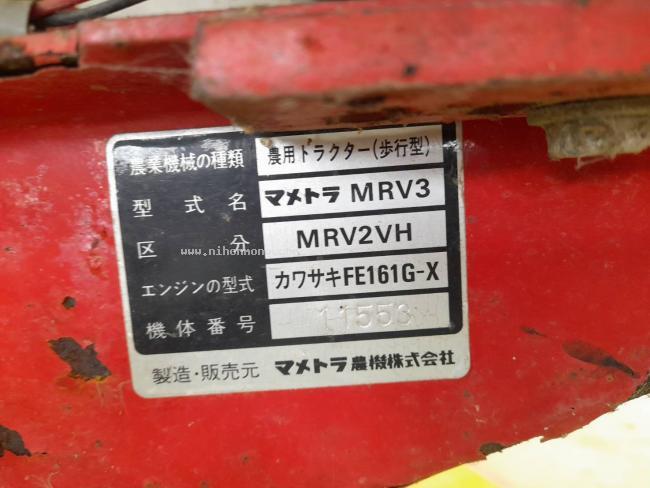 農業機械の種類 農用トラクター(歩行型)
型式名 マメトラ MRV3
区分 MRV2VH
エンジンの型式 カワサキFE161G-X
機体番号 11553
製造・販売元 マメトラ農機株式会社
www.nihonmon